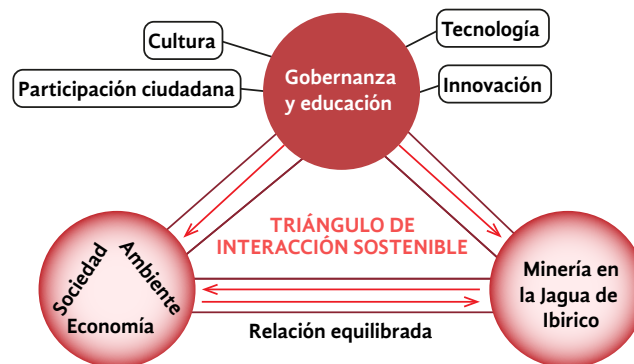 Cultura
Tecnología
Participación ciudadana
Gobernanza
y educación
Innovación
TRIÁNGULO DE
INTERACCIÓN SOSTENIBLE
Sociedad
Ambiente
Economía
Minería en
la Jagua de
Ibirico
Relación equilibrada